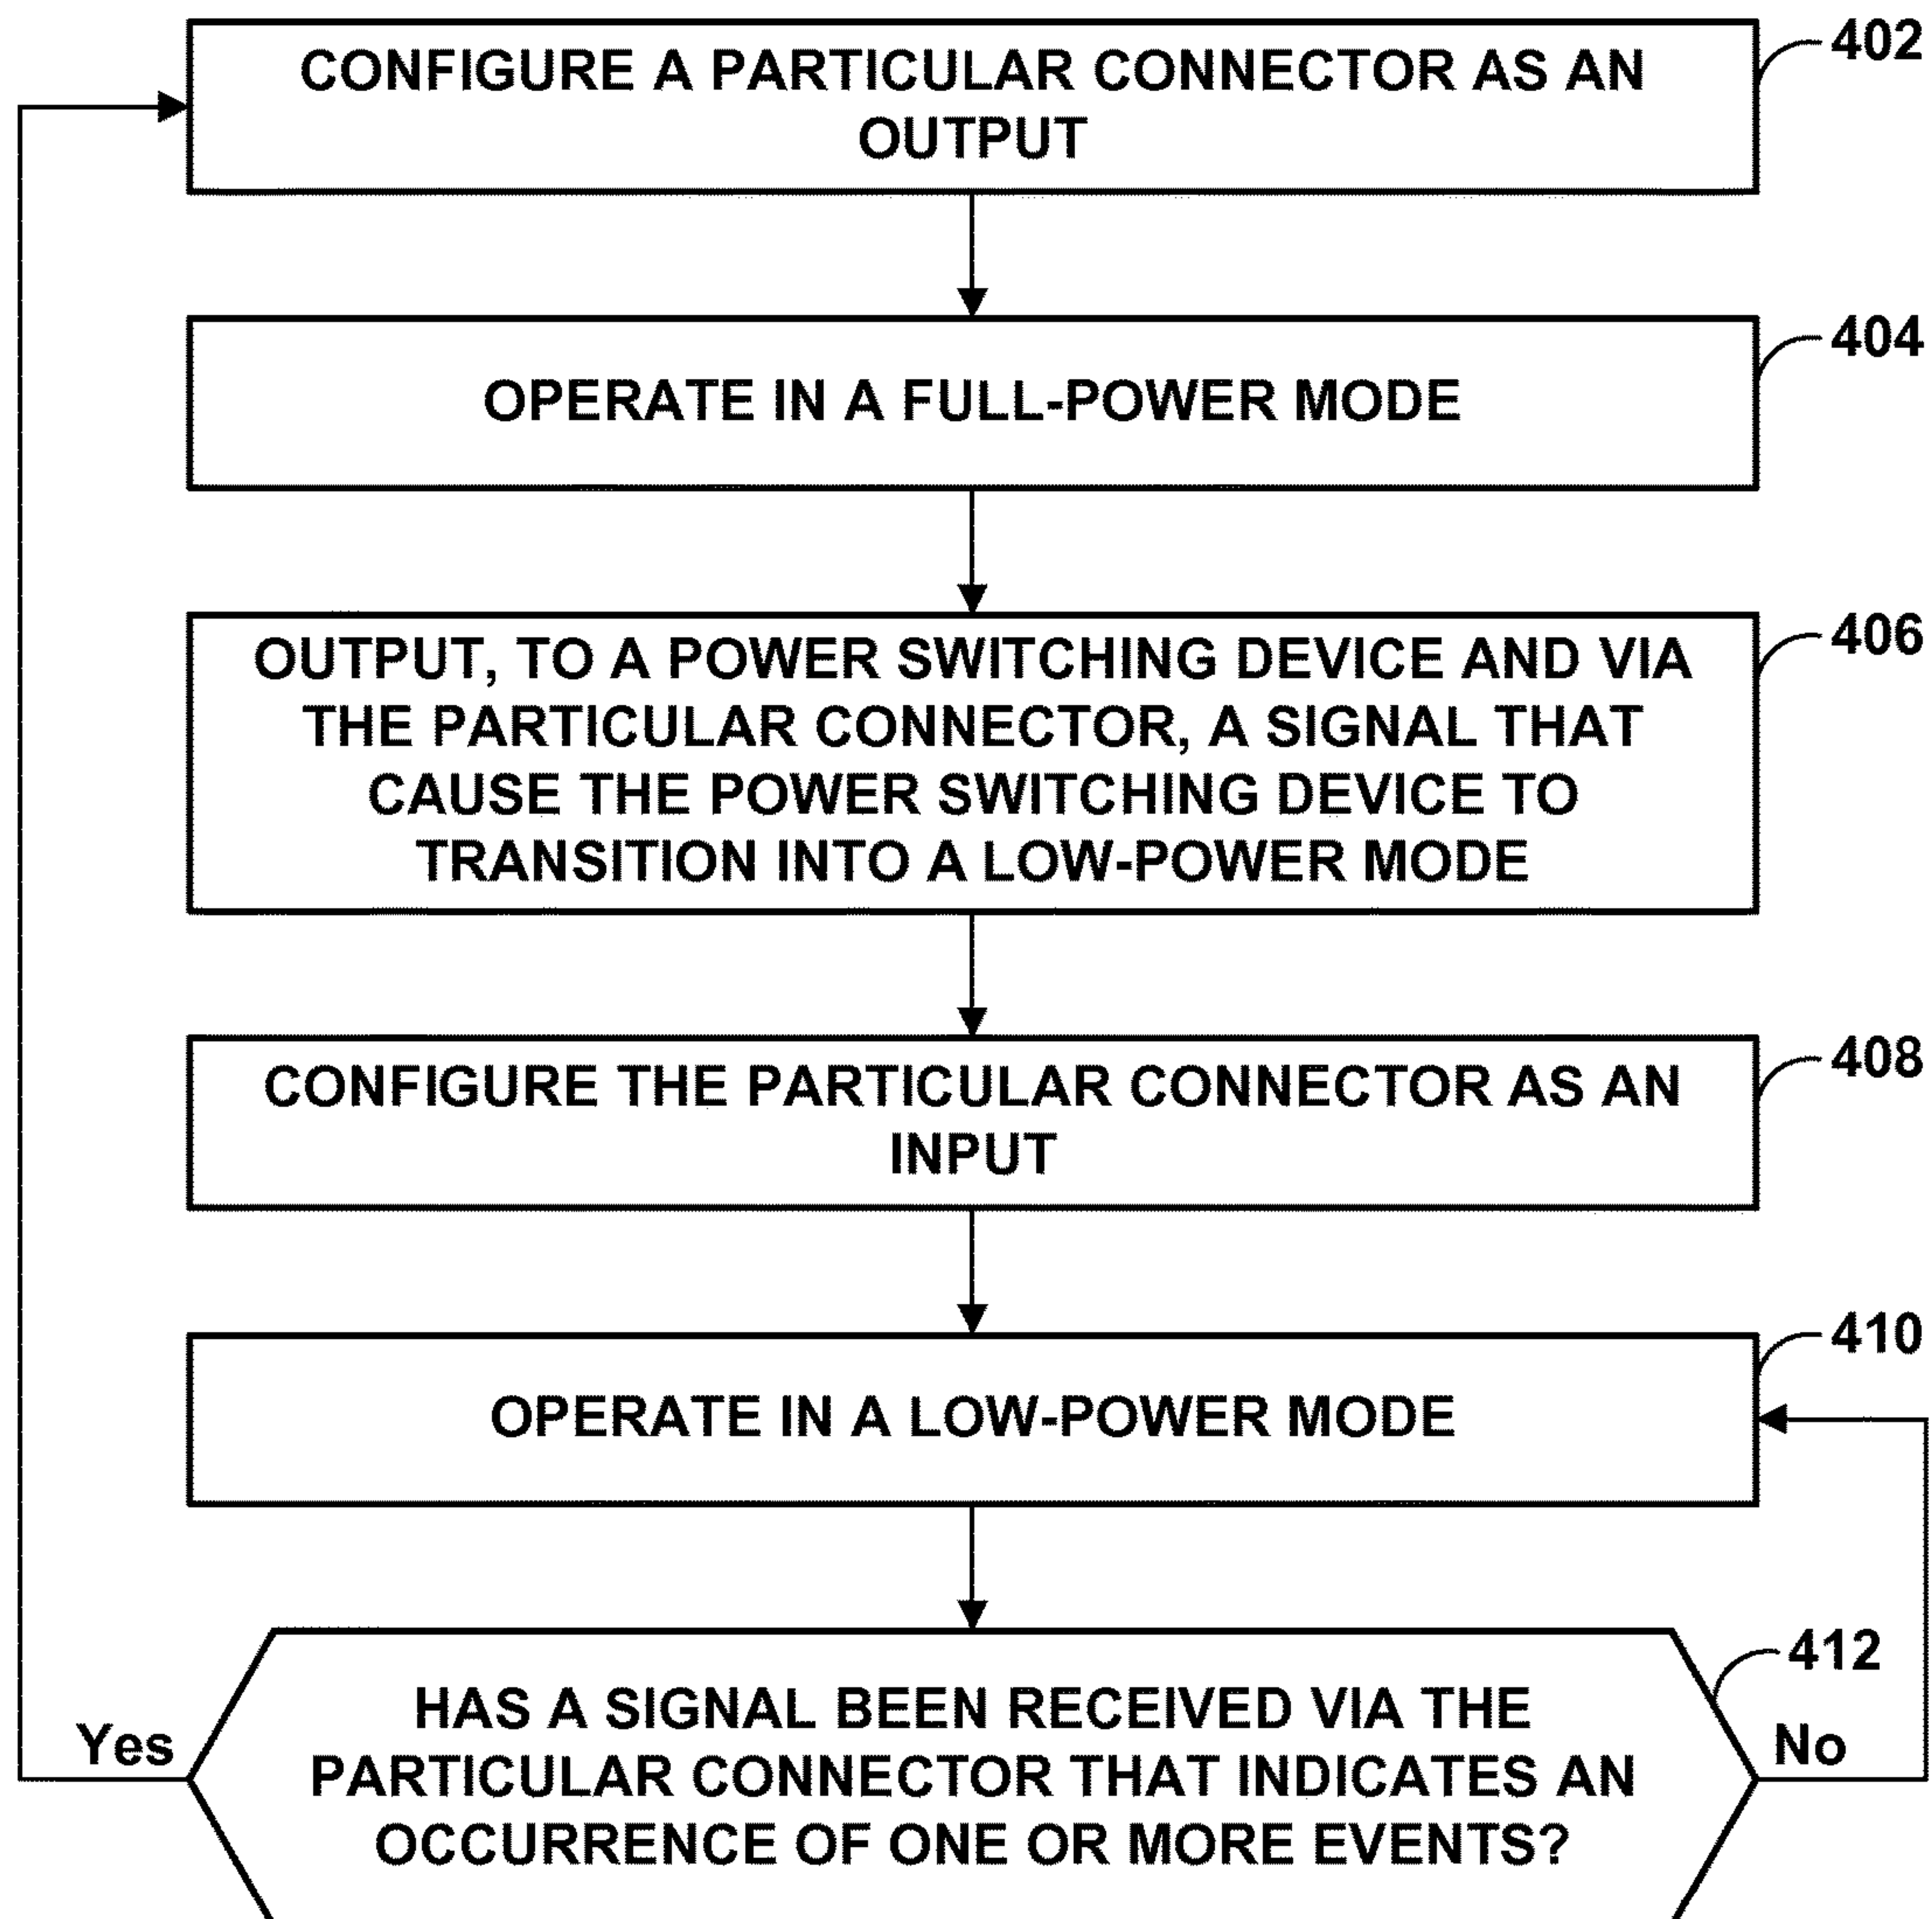 CONFIGURE A PARTICULAR CONNECTOR AS AN
OUTPUT
402
OPERATE IN A FULL-POWER MODE
404
OUTPUT, TO A POWER SWITCHING DEVICE AND VIA
THE PARTICULAR CONNECTOR, A SIGNAL THAT
CAUSE THE POWER SWITCHING DEVICE TO
TRANSITION INTO A LOW-POWER MODE
406
CONFIGURE THE PARTICULAR CONNECTOR AS AN
INPUT
408
OPERATE IN A LOW-POWER MODE
410
HAS A SIGNAL BEEN RECEIVED VIA THE
PARTICULAR CONNECTOR THAT INDICATES AN
OCCURRENCE OF ONE OR MORE EVENTS?
412
Yes
No